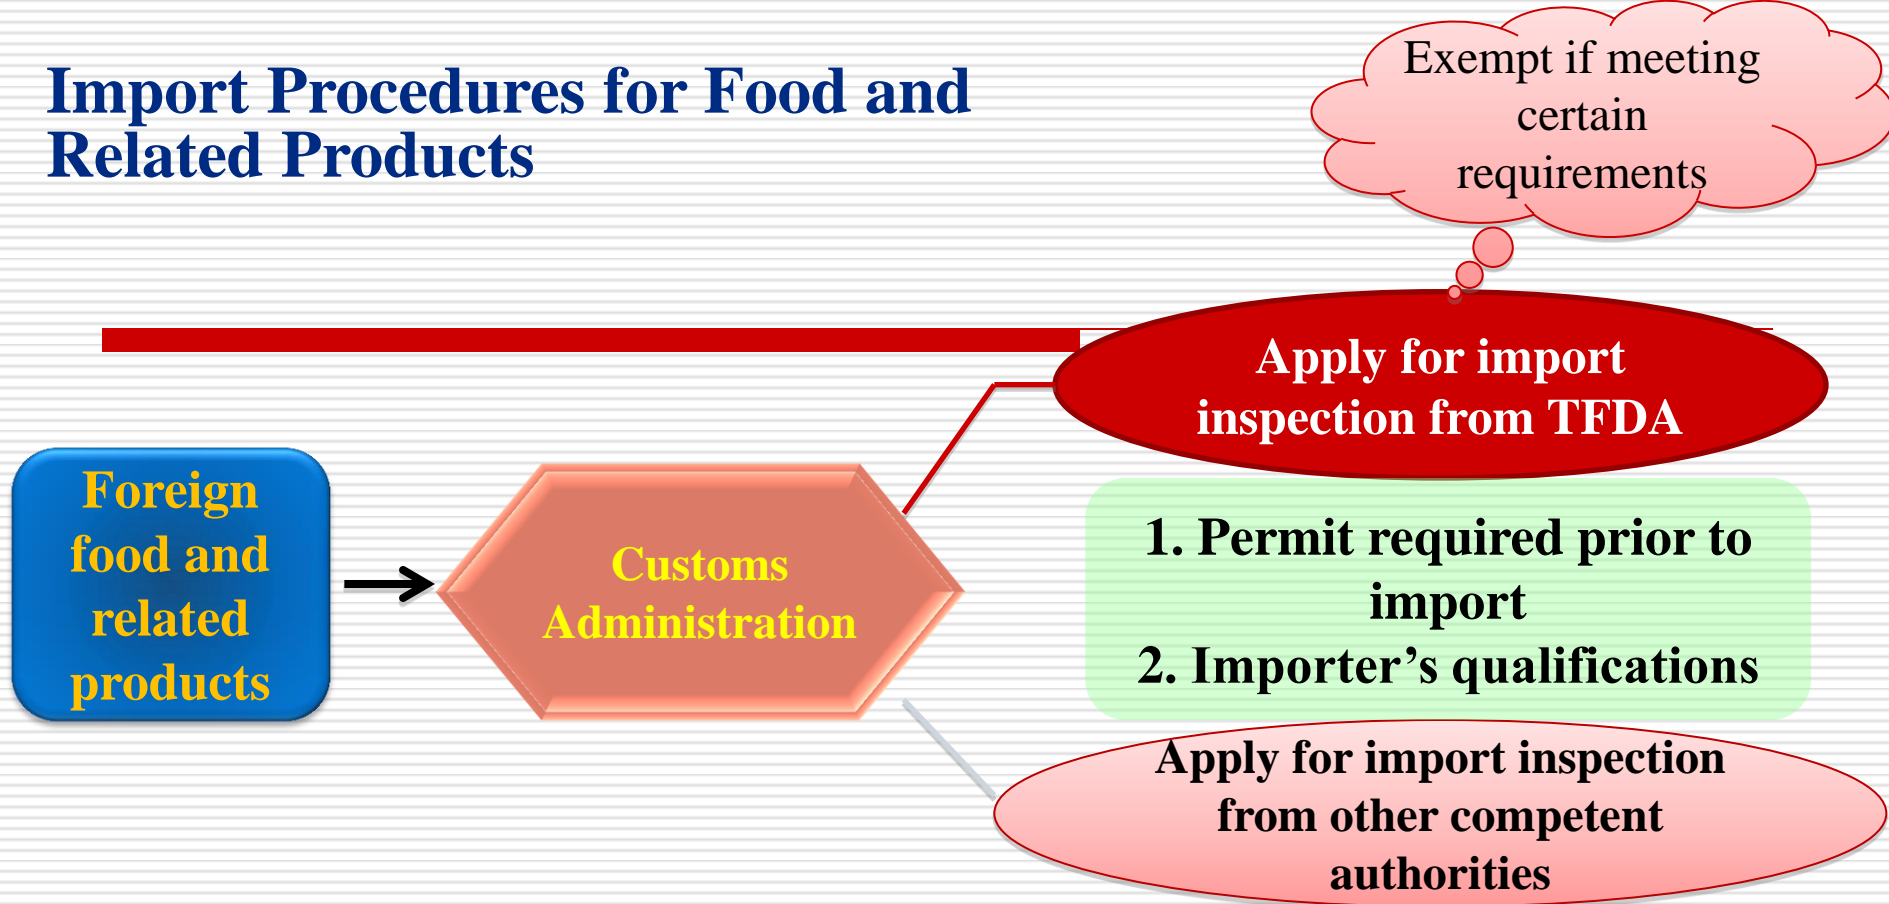 Import Procedures for Food and
Related Products
Exempt if meeting
certain
requirements
Apply for import
inspection from TFDA
Foreign
food and
related
products
Customs
Administration
1. Permit required prior to
import
2. Importer’s qualifications
Apply for import inspection
from other competent
authorities